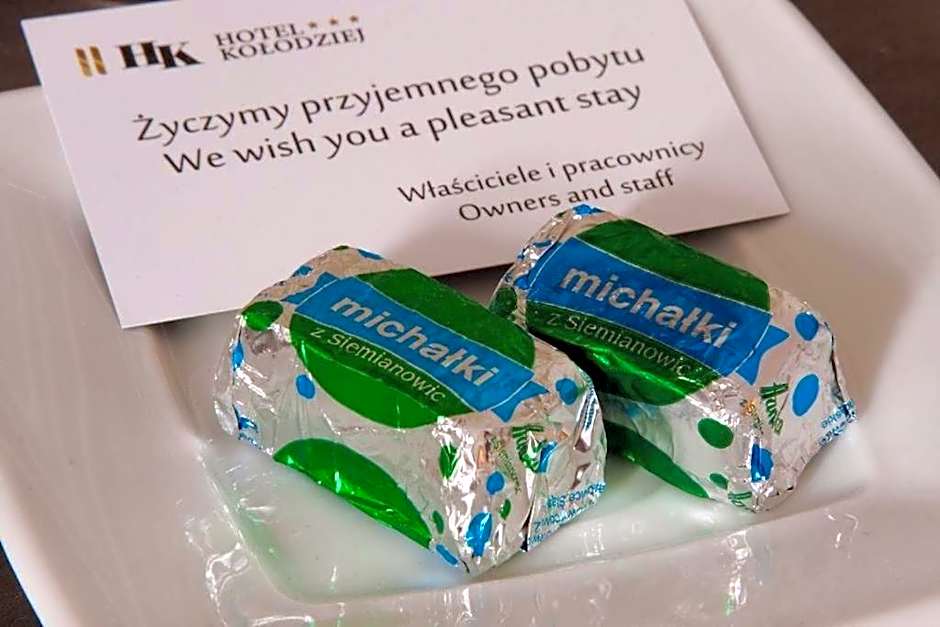 HK HOTEL
KOŁODZIEJ
Życzymy przyjemnego pobytu
We wish you a pleasant stay
Właściciele i pracownicy
Owners and staff
michałki
z Siemianowic
michałki
z Siemianowic